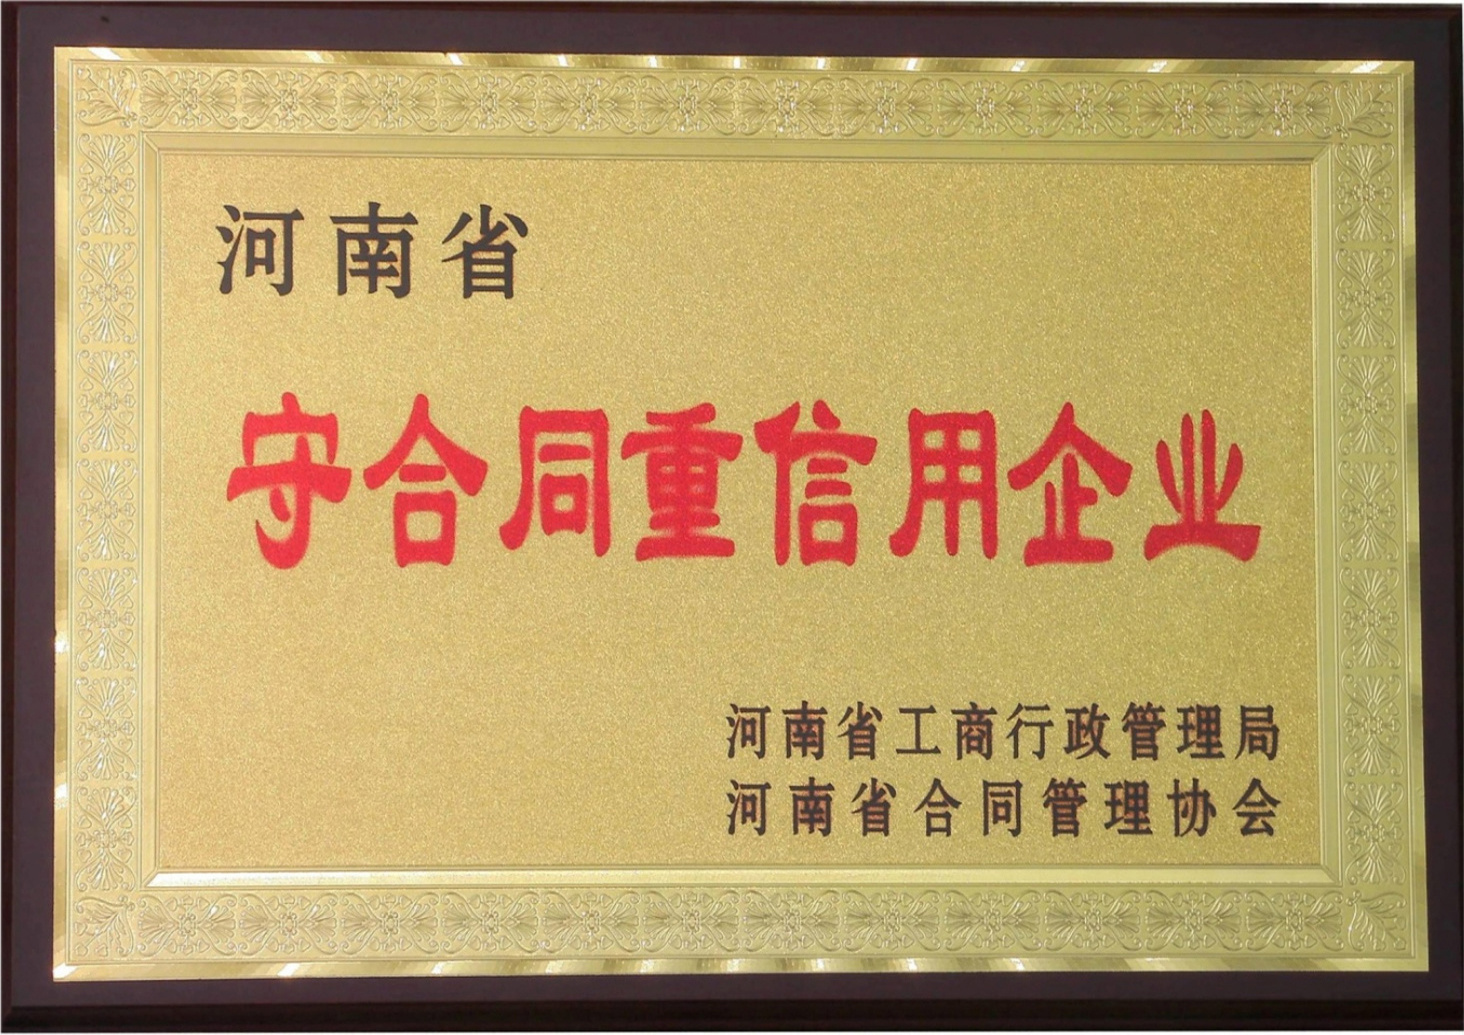 河南省
守合同重信用企业
河南省工商行政管理局
河南省合同管理协会